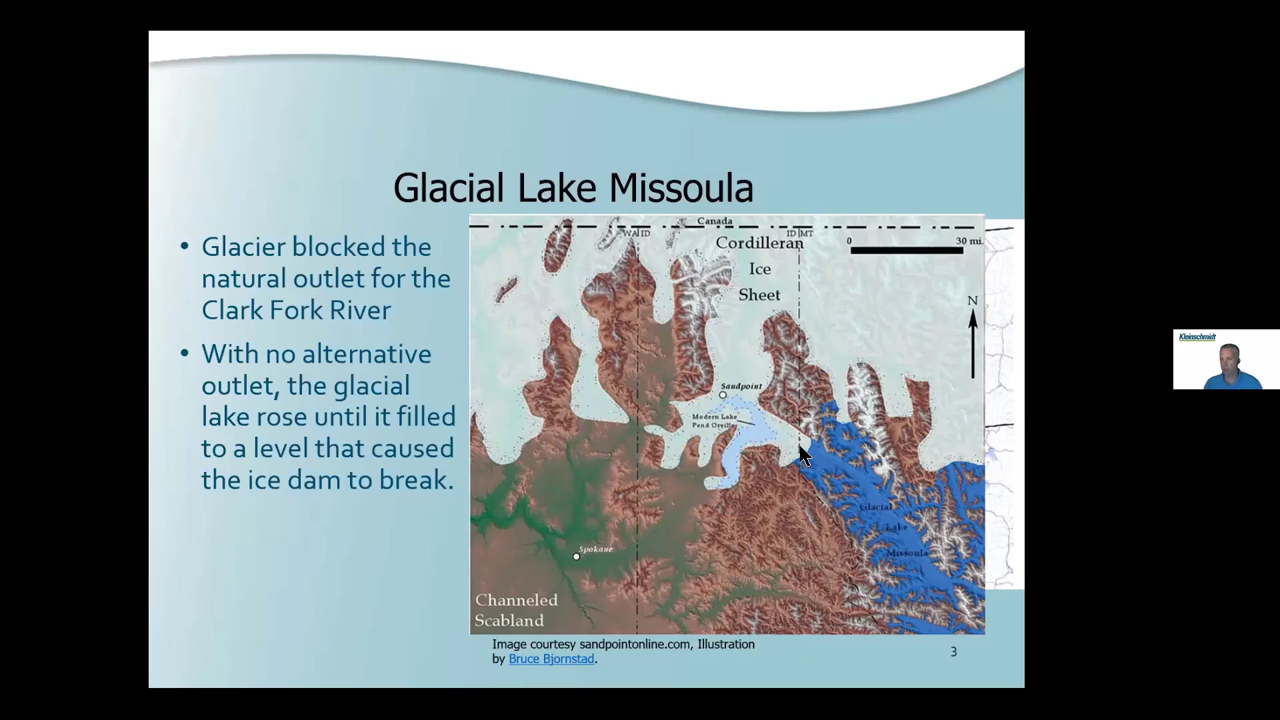 Glacial Lake Missoula
• Glacier blocked the
natural outlet for the
Clark Fork River
• With no alternative
outlet, the glacial
lake rose until it filled
to a level that caused
the ice dam to break.
Canada
WA ID
ID MT
Cordilleran
Ice
Sheet
0 30 mi.
N
Sandpoint
Modern Lake
Pend Oreille
Glacial
Lake
Missoula
Spokane
Channeled
Scabland
Image courtesy sandpointonline.com, Illustration
by Bruce Bjornstad.
3
Kleinschmidt